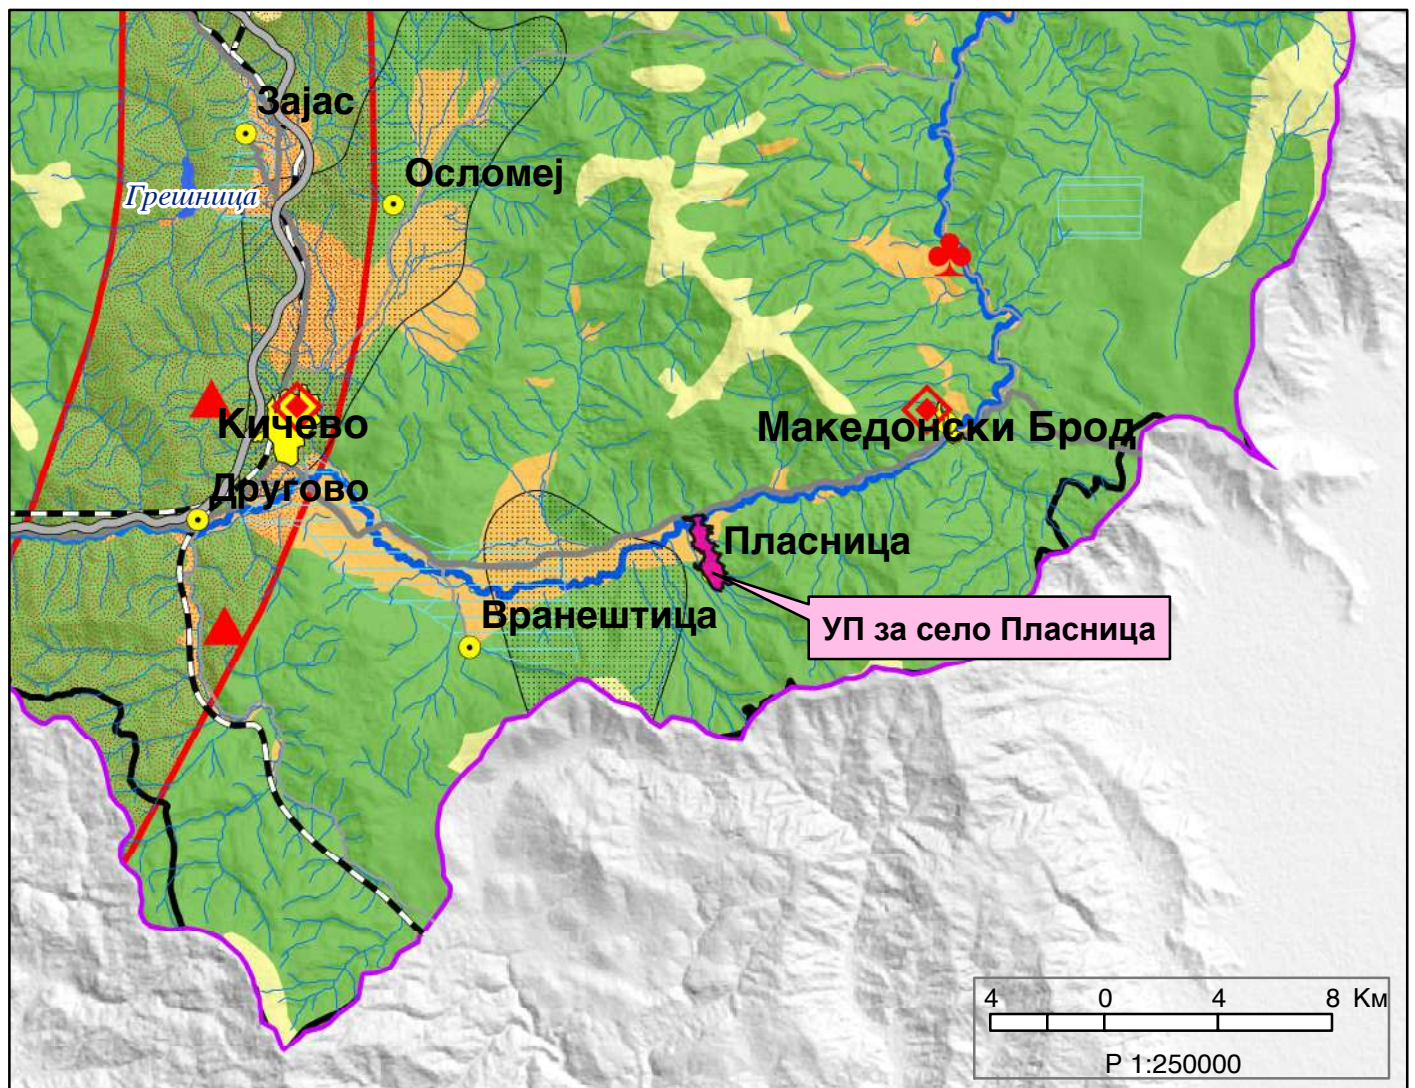 Зајас
Осломеј
Грешница
Кичево
Македонски Брод
Другово
Пласница
Вранештица
УП за село Пласница
4 0 4 8 Км
Р 1:250000